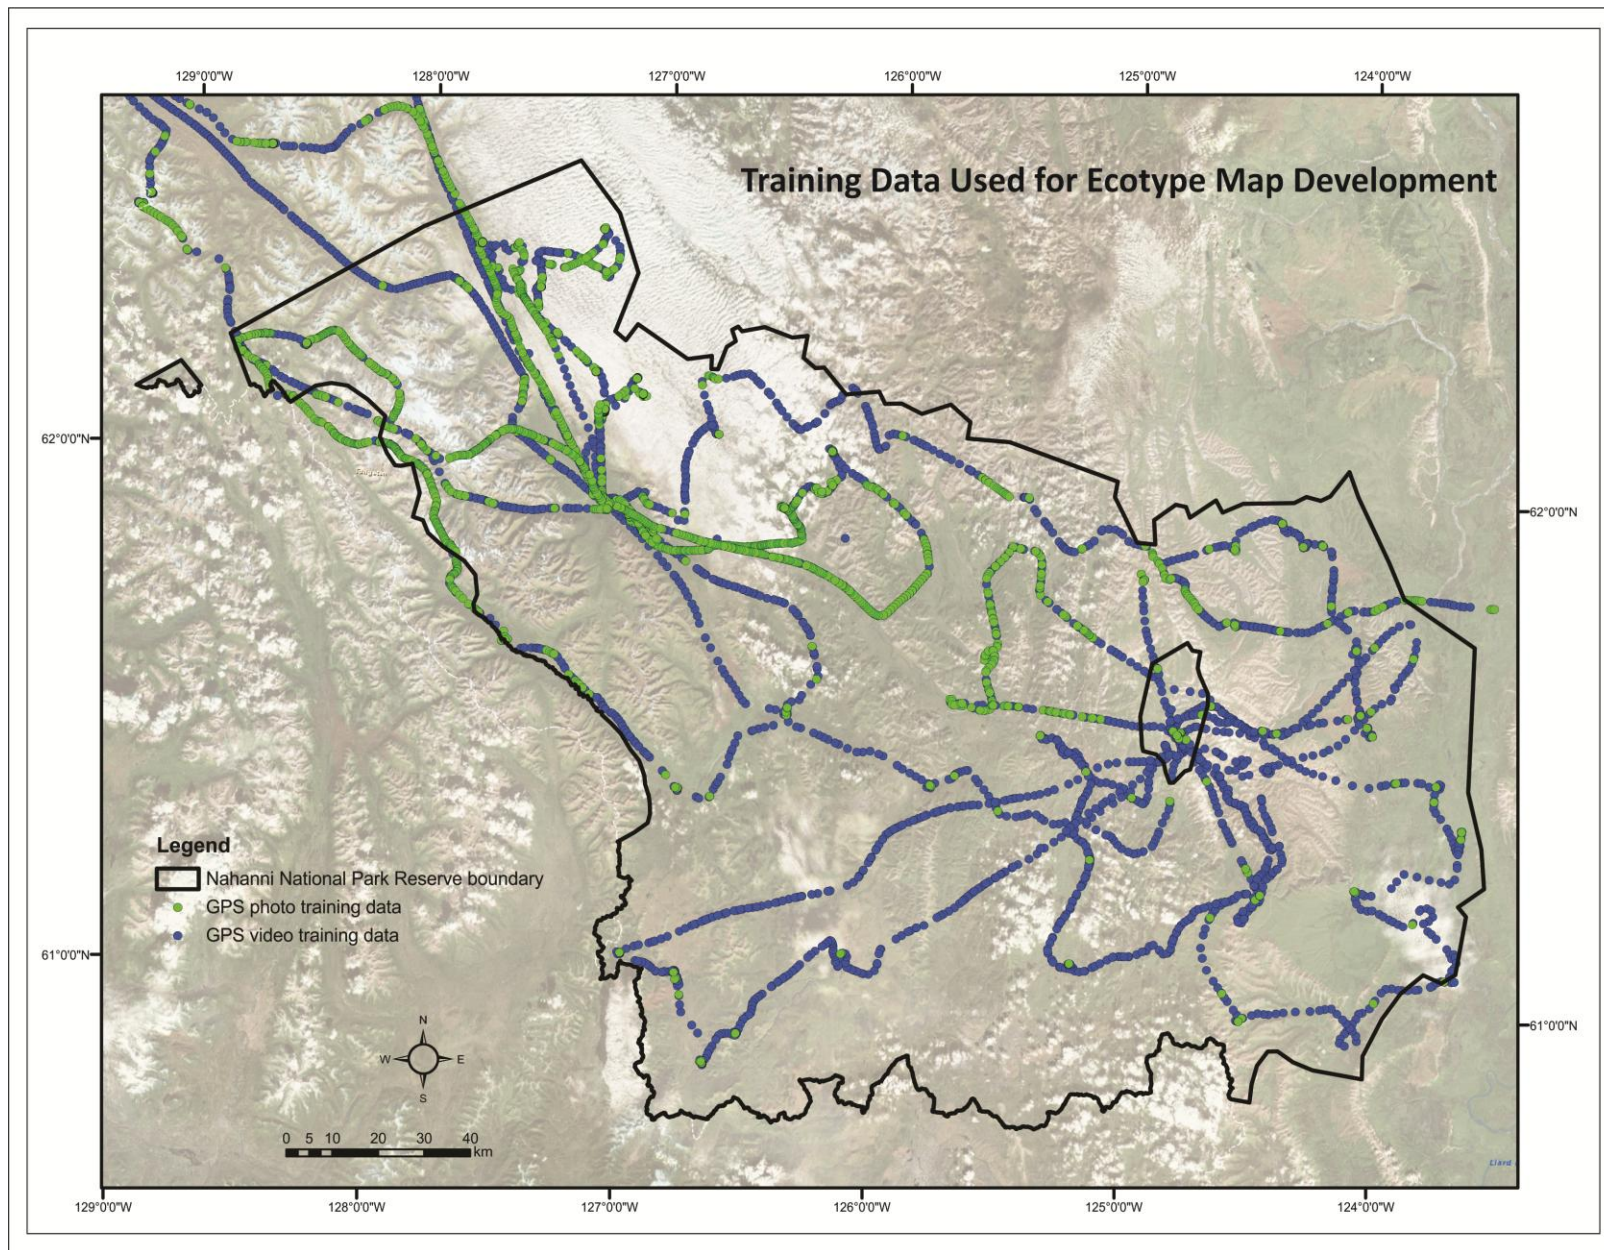 129°0'0"W 128°0'0"W 127°0'0"W 126°0'0"W 125°0'0"W 124°0'0"W
Training Data Used for Ecotype Map Development
62°0'0"N
62°0'0"N
Legend
Nahanni National Park Reserve boundary
GPS photo training data
GPS video training data
61°0'0"N
61°0'0"N
N
W E
S
0 5 10 20 30 40
km
Liard
129°0'0"W 128°0'0"W 127°0'0"W 126°0'0"W 125°0'0"W 124°0'0"W